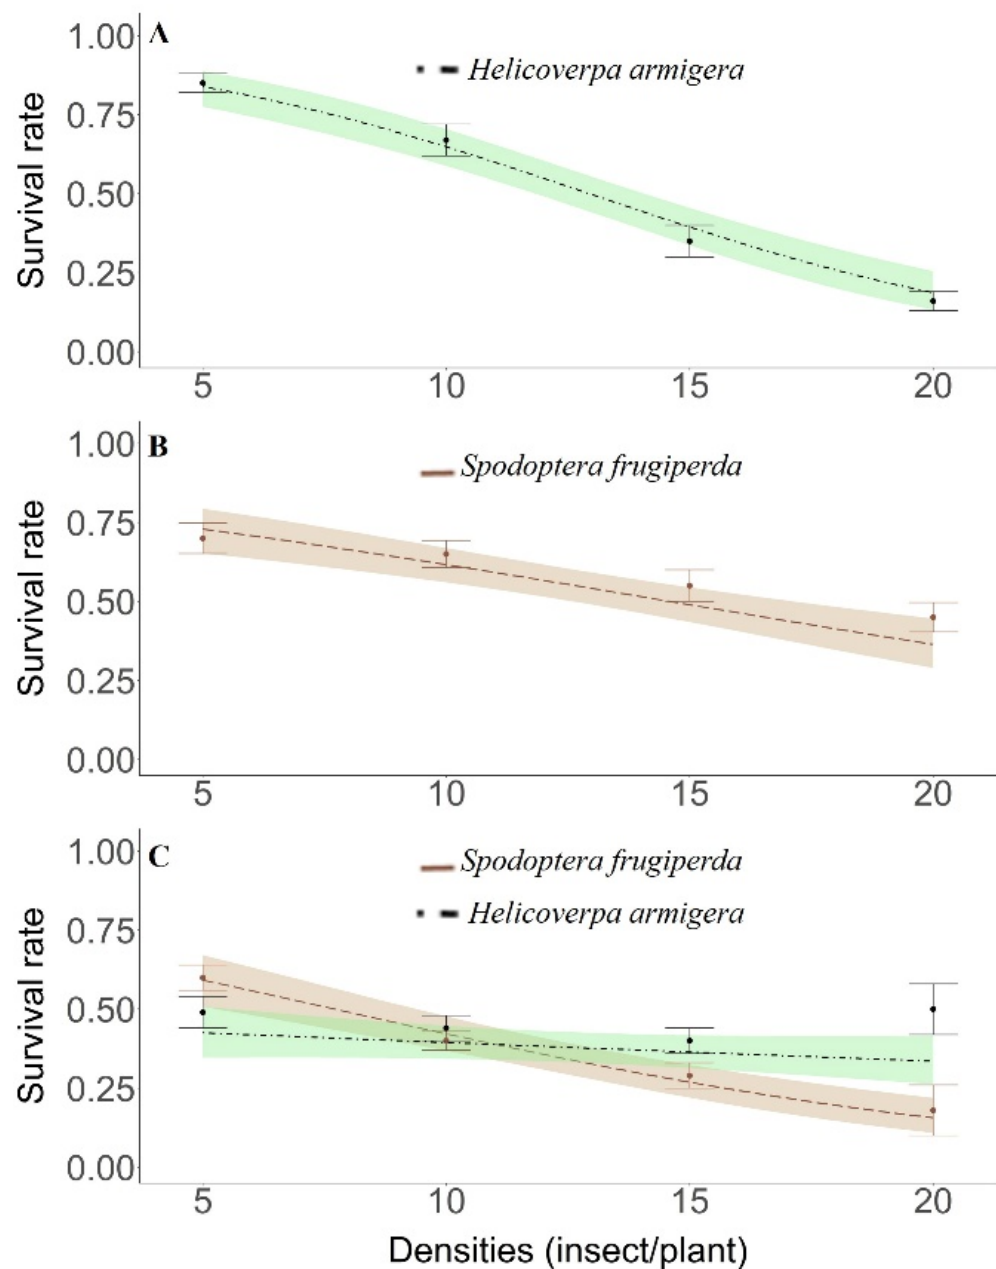 A
Helicoverpa armigera
Survival rate
1.00
0.75
0.50
0.25
0.00
5 10 15 20
B
Spodoptera frugiperda
Survival rate
1.00
0.75
0.50
0.25
0.00
5 10 15 20
C
Spodoptera frugiperda
Helicoverpa armigera
Survival rate
1.00
0.75
0.50
0.25
0.00
5 10 15 20
Densities (insect/plant)